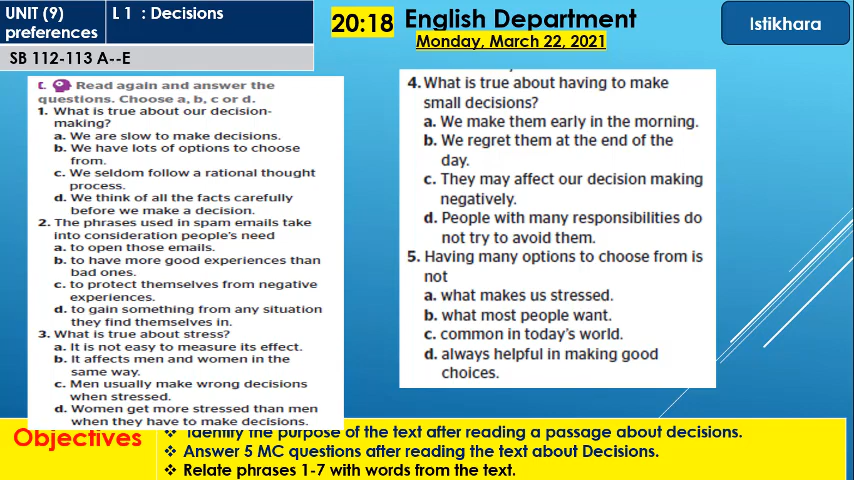 UNIT (9)
preferences
L 1 : Decisions
SB 112-113 A--E
20:18
English Department
Monday, March 22, 2021
Istikhara
Read again and answer the
questions. Choose a, b, c or d.
1. What is true about our decision-
making?
a. We are slow to make decisions.
b. We have lots of options to choose
from.
c. We seldom follow a rational thought
process.
d. We think of all the facts carefully
before we make a decision.
2. The phrases used in spam emails take
into consideration people's need
a. to open those emails.
b. to have more good experiences than
bad ones.
c. to protect themselves from negative
experiences.
d. to gain something from any situation
they find themselves in.
3. What is true about stress?
a. It is not easy to measure its effect.
b. It affects men and women in the
same way.
c. Men usually make wrong decisions
when stressed.
d. Women get more stressed than men
when they have to make decisions.
4. What is true about having to make
small decisions?
a. We make them early in the morning.
b. We regret them at the end of the
day.
c. They may affect our decision making
negatively.
d. People with many responsibilities do
not try to avoid them.
5. Having many options to choose from is
not
a. what makes us stressed.
b. what most people want.
c. common in today's world.
d. always helpful in making good
choices.
Objectives
❖ Identify the purpose of the text after reading a passage about decisions.
❖ Answer 5 MC questions after reading the text about Decisions.
❖ Relate phrases 1-7 with words from the text.